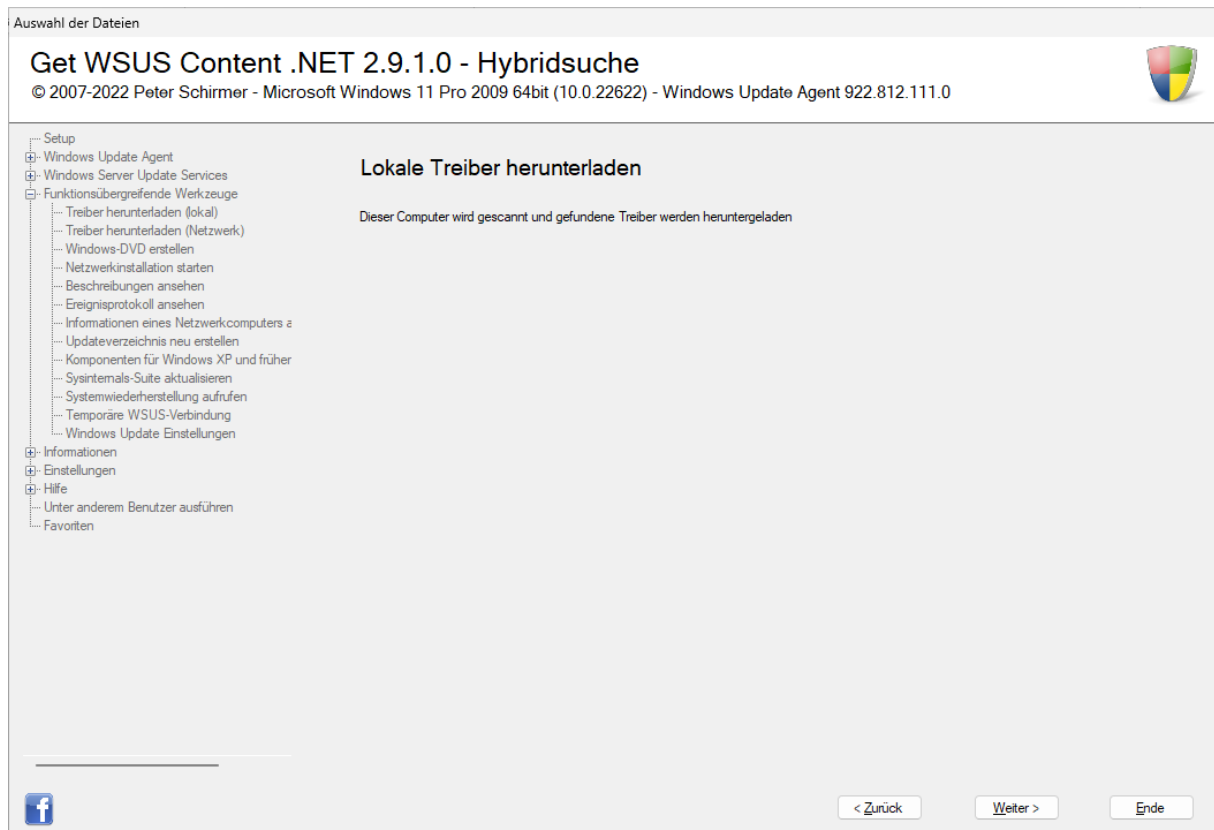 Auswahl der Dateien
Get WSUS Content .NET 2.9.1.0 - Hybridsuche
© 2007-2022 Peter Schirmer - Microsoft Windows 11 Pro 2009 64bit (10.0.22622) - Windows Update Agent 922.812.111.0
Setup
Windows Update Agent
Windows Server Update Services
Funktionsübergreifende Werkzeuge
Treiber herunterladen (lokal)
Treiber herunterladen (Netzwerk)
Windows-DVD erstellen
Netzwerkinstallation starten
Beschreibungen ansehen
Ereignisprotokoll ansehen
Informationen eines Netzwerkcomputers a
Updateverzeichnis neu erstellen
Komponenten für Windows XP und früher
Sysinternals-Suite aktualisieren
Systemwiederherstellung aufrufen
Temporäre WSUS-Verbindung
Windows Update Einstellungen
Informationen
Einstellungen
Hilfe
Unter anderem Benutzer ausführen
Favoriten
Lokale Treiber herunterladen
Dieser Computer wird gescannt und gefundene Treiber werden heruntergeladen
f
< Zurück
Weiter >
Ende